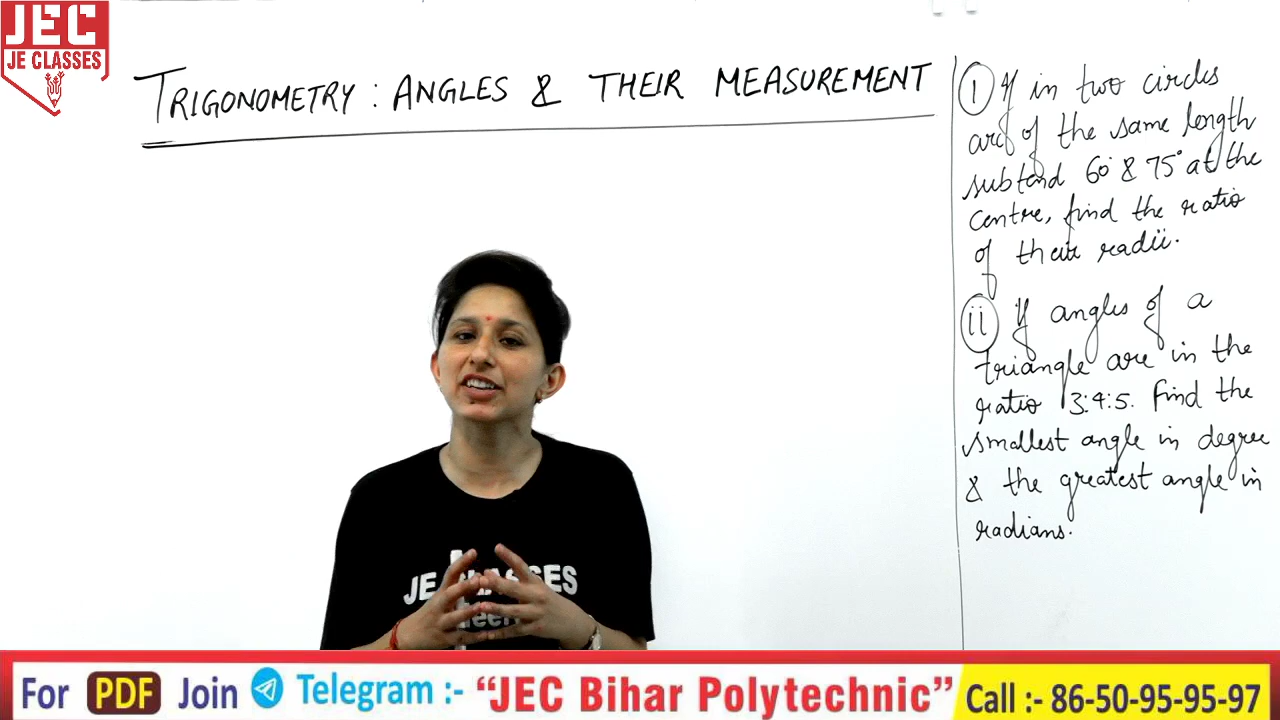 JEC
JE CLASSES
TRIGONOMETRY : ANGLES & THEIR MEASUREMENT
i If in two circles
arc of the same length
subtend 60° & 75° at the
centre, find the ratio
of their radii.
ii If angles of a
triangle are in the
ratio 3:4:5. Find the
smallest angle in degree
& the greatest angle in
radians.
JE CLASSES
For PDF Join Telegram :- “JEC Bihar Polytechnic” Call :- 86-50-95-95-97